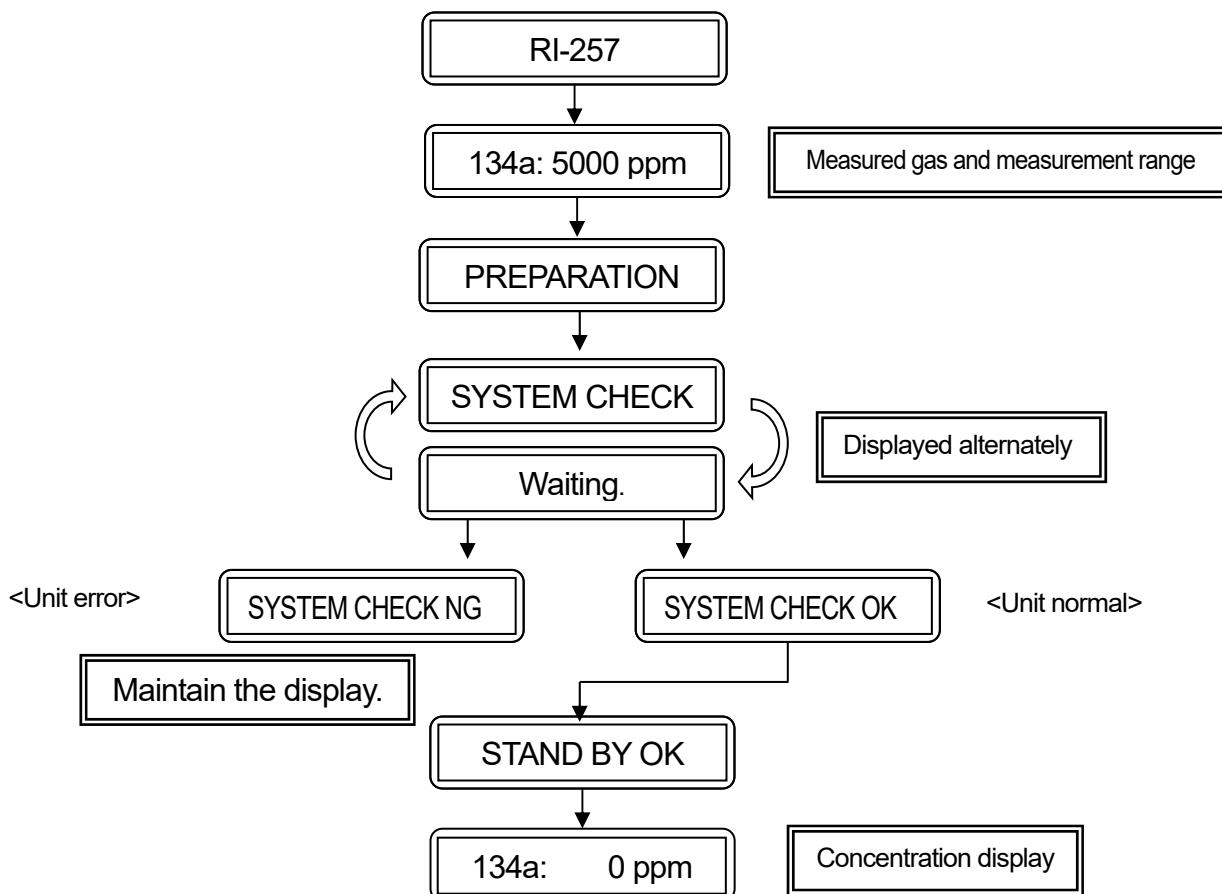 RI-257
134a: 5000 ppm
Measured gas and measurement range
PREPARATION
SYSTEM CHECK
Displayed alternately
Waiting.
<Unit error>
SYSTEM CHECK NG
SYSTEM CHECK OK
<Unit normal>
Maintain the display.
STAND BY OK
134a: 0 ppm
Concentration display